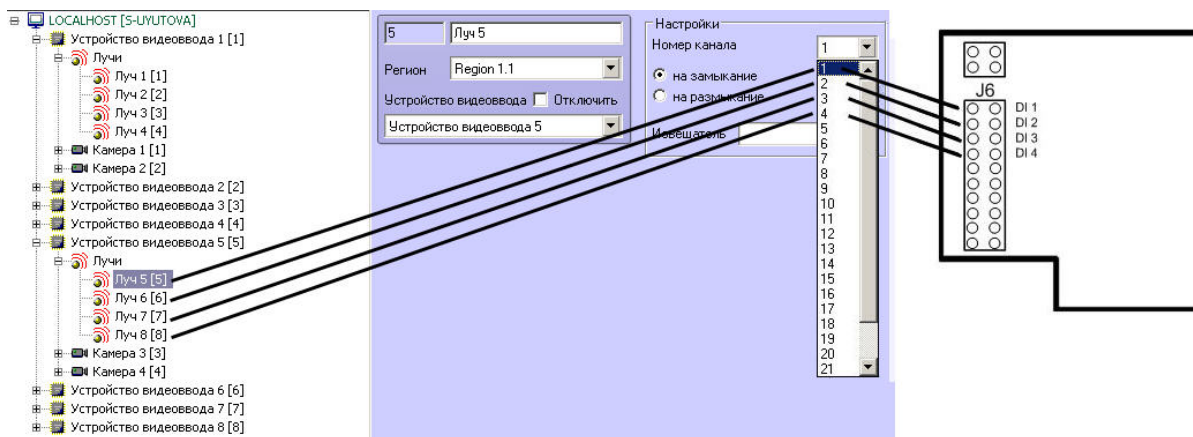 LOCALHOST [S-UYUTOVA]
Устройство видеоввода 1 [1]
Лучи
Луч 1 [1]
Луч 2 [2]
Луч 3 [3]
Луч 4 [4]
Камера 1 [1]
Камера 2 [2]
Устройство видеоввода 2 [2]
Устройство видеоввода 3 [3]
Устройство видеоввода 4 [4]
Устройство видеоввода 5 [5]
Лучи
Луч 5 [5]
Луч 6 [6]
Луч 7 [7]
Луч 8 [8]
Камера 3 [3]
Камера 4 [4]
Устройство видеоввода 6 [6]
Устройство видеоввода 7 [7]
Устройство видеоввода 8 [8]
5 Луч 5
Регион Region 1.1
Устройство видеоввода Отключить
Устройство видеоввода 5
Настройки
Номер канала 1
на замыкание
на размыкание
Извещатель
1
2
3
4
5
6
7
8
9
10
11
12
13
14
15
16
17
18
19
20
21
J6
DI 1
DI 2
DI 3
DI 4